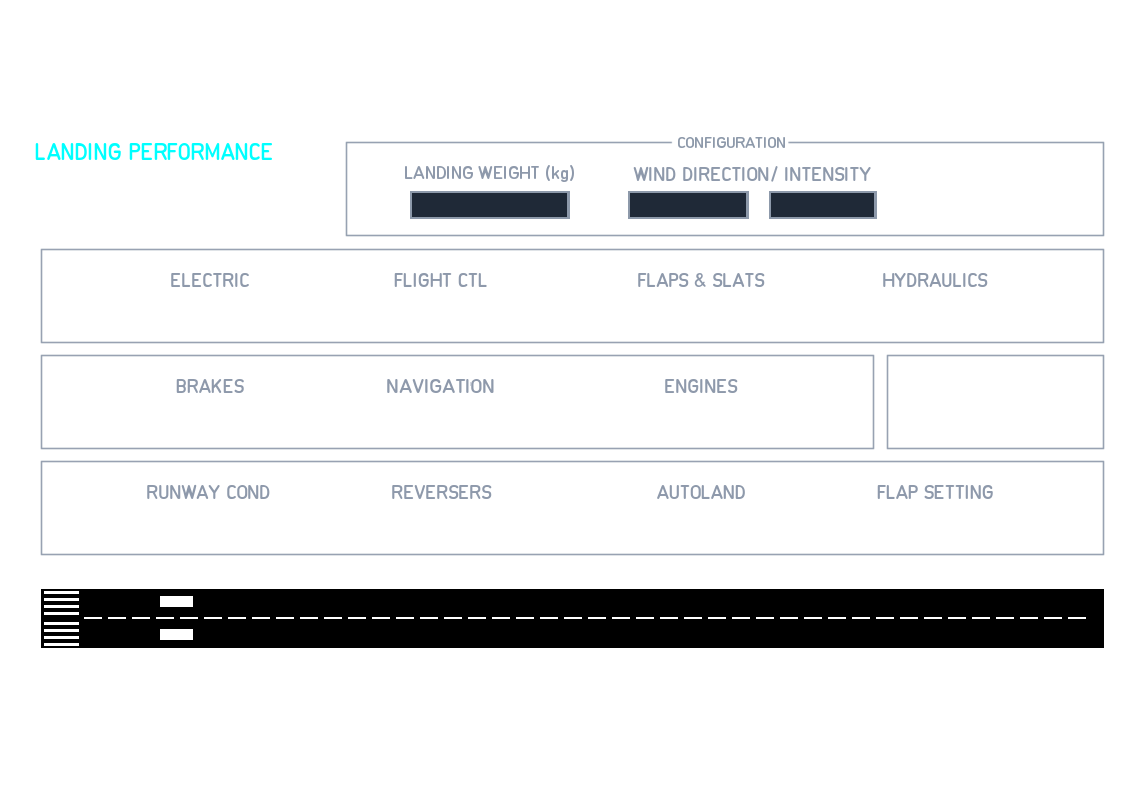 LANDING PERFORMANCE
CONFIGURATION
LANDING WEIGHT (kg)
WIND DIRECTION/ INTENSITY
ELECTRIC
FLIGHT CTL
FLAPS & SLATS
HYDRAULICS
BRAKES
NAVIGATION
ENGINES
RUNWAY COND
REVERSERS
AUTOLAND
FLAP SETTING